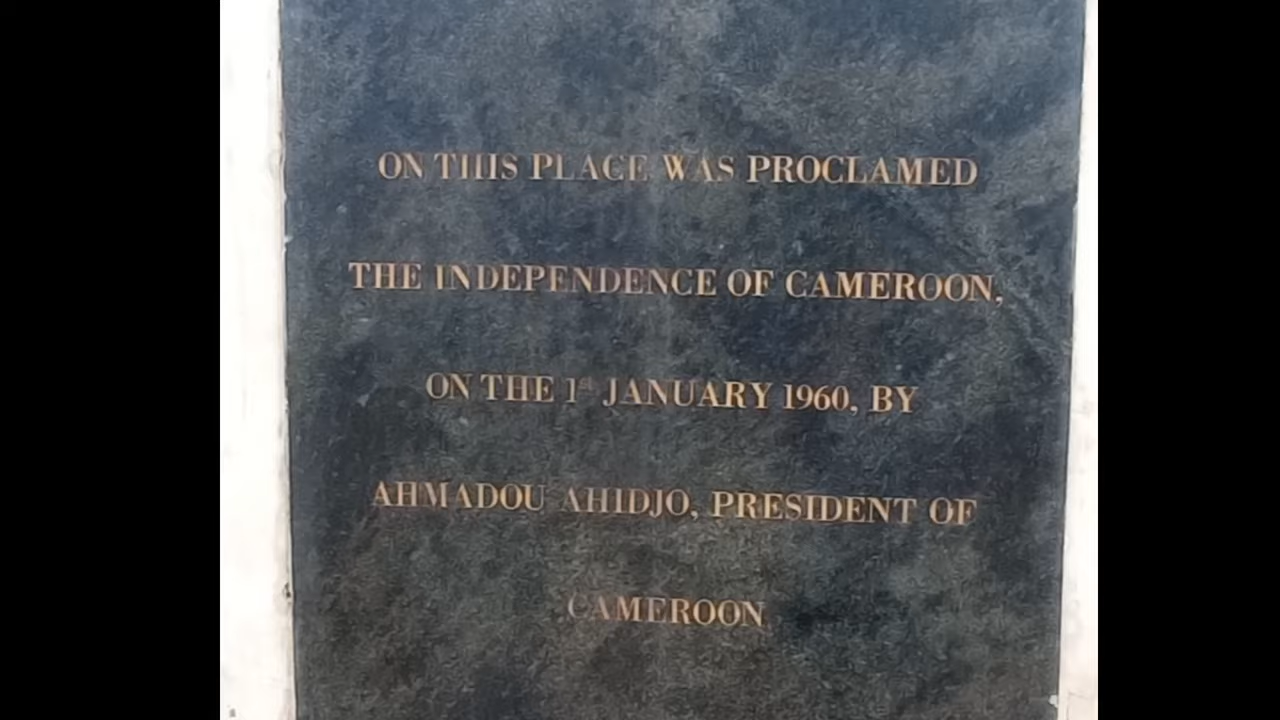 ON THIS PLACE WAS PROCLAMED
THE INDEPENDENCE OF CAMEROON,
ON THE 1st JANUARY 1960, BY
AHMADOU AHIDJO, PRESIDENT OF
CAMEROON